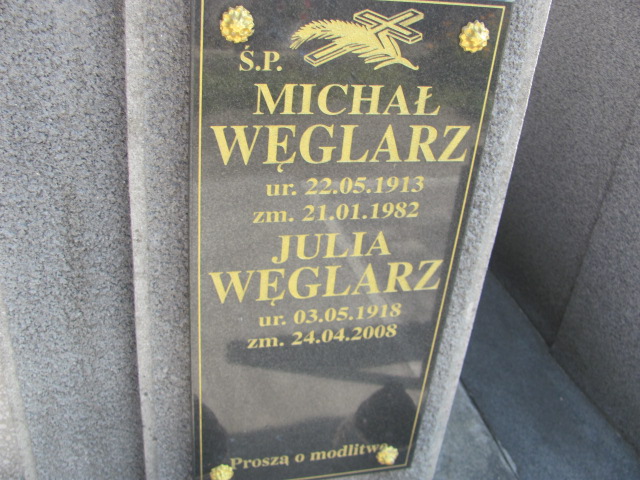 Ś.P.
MICHAŁ
WĘGLARZ
ur. 22.05.1913
zm. 21.01.1982
JULIA
WĘGLARZ
ur. 03.05.1918
zm. 24.04.2008
Proszą o modlitwę